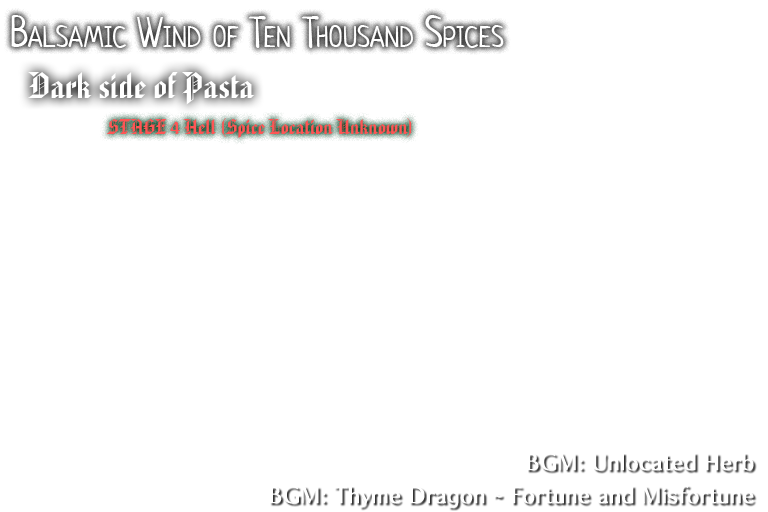 Balsamic Wind of Ten Thousand Spices
Dark side of Pasta
STAGE 4 Hell (Spice Location Unknown)
BGM: Unlocated Herb
BGM: Thyme Dragon ~ Fortune and Misfortune